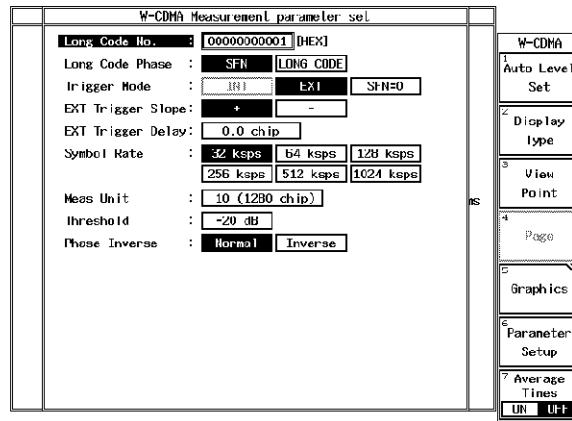 W-CDMA Measurement parameter set
Long Code No. : 00000000001 [HEX]
Long Code Phase : SFN LONG CODE
Trigger Mode : INT EXT SFN=0
EXT Trigger Slope: + -
EXT Trigger Delay: 0.0 chip
Symbol Rate : 32 ksps 64 ksps 128 ksps
256 ksps 512 ksps 1024 ksps
Meas Unit : 10 (1280 chip)
Threshold : -20 dB
Phase Inverse : Normal Inverse
ms
W-CDMA
1
Auto Level
Set
2
Display
Type
3
View
Point
4
Page
5
Graphics
6
Parameter
Setup
7
Average
Times
ON OFF